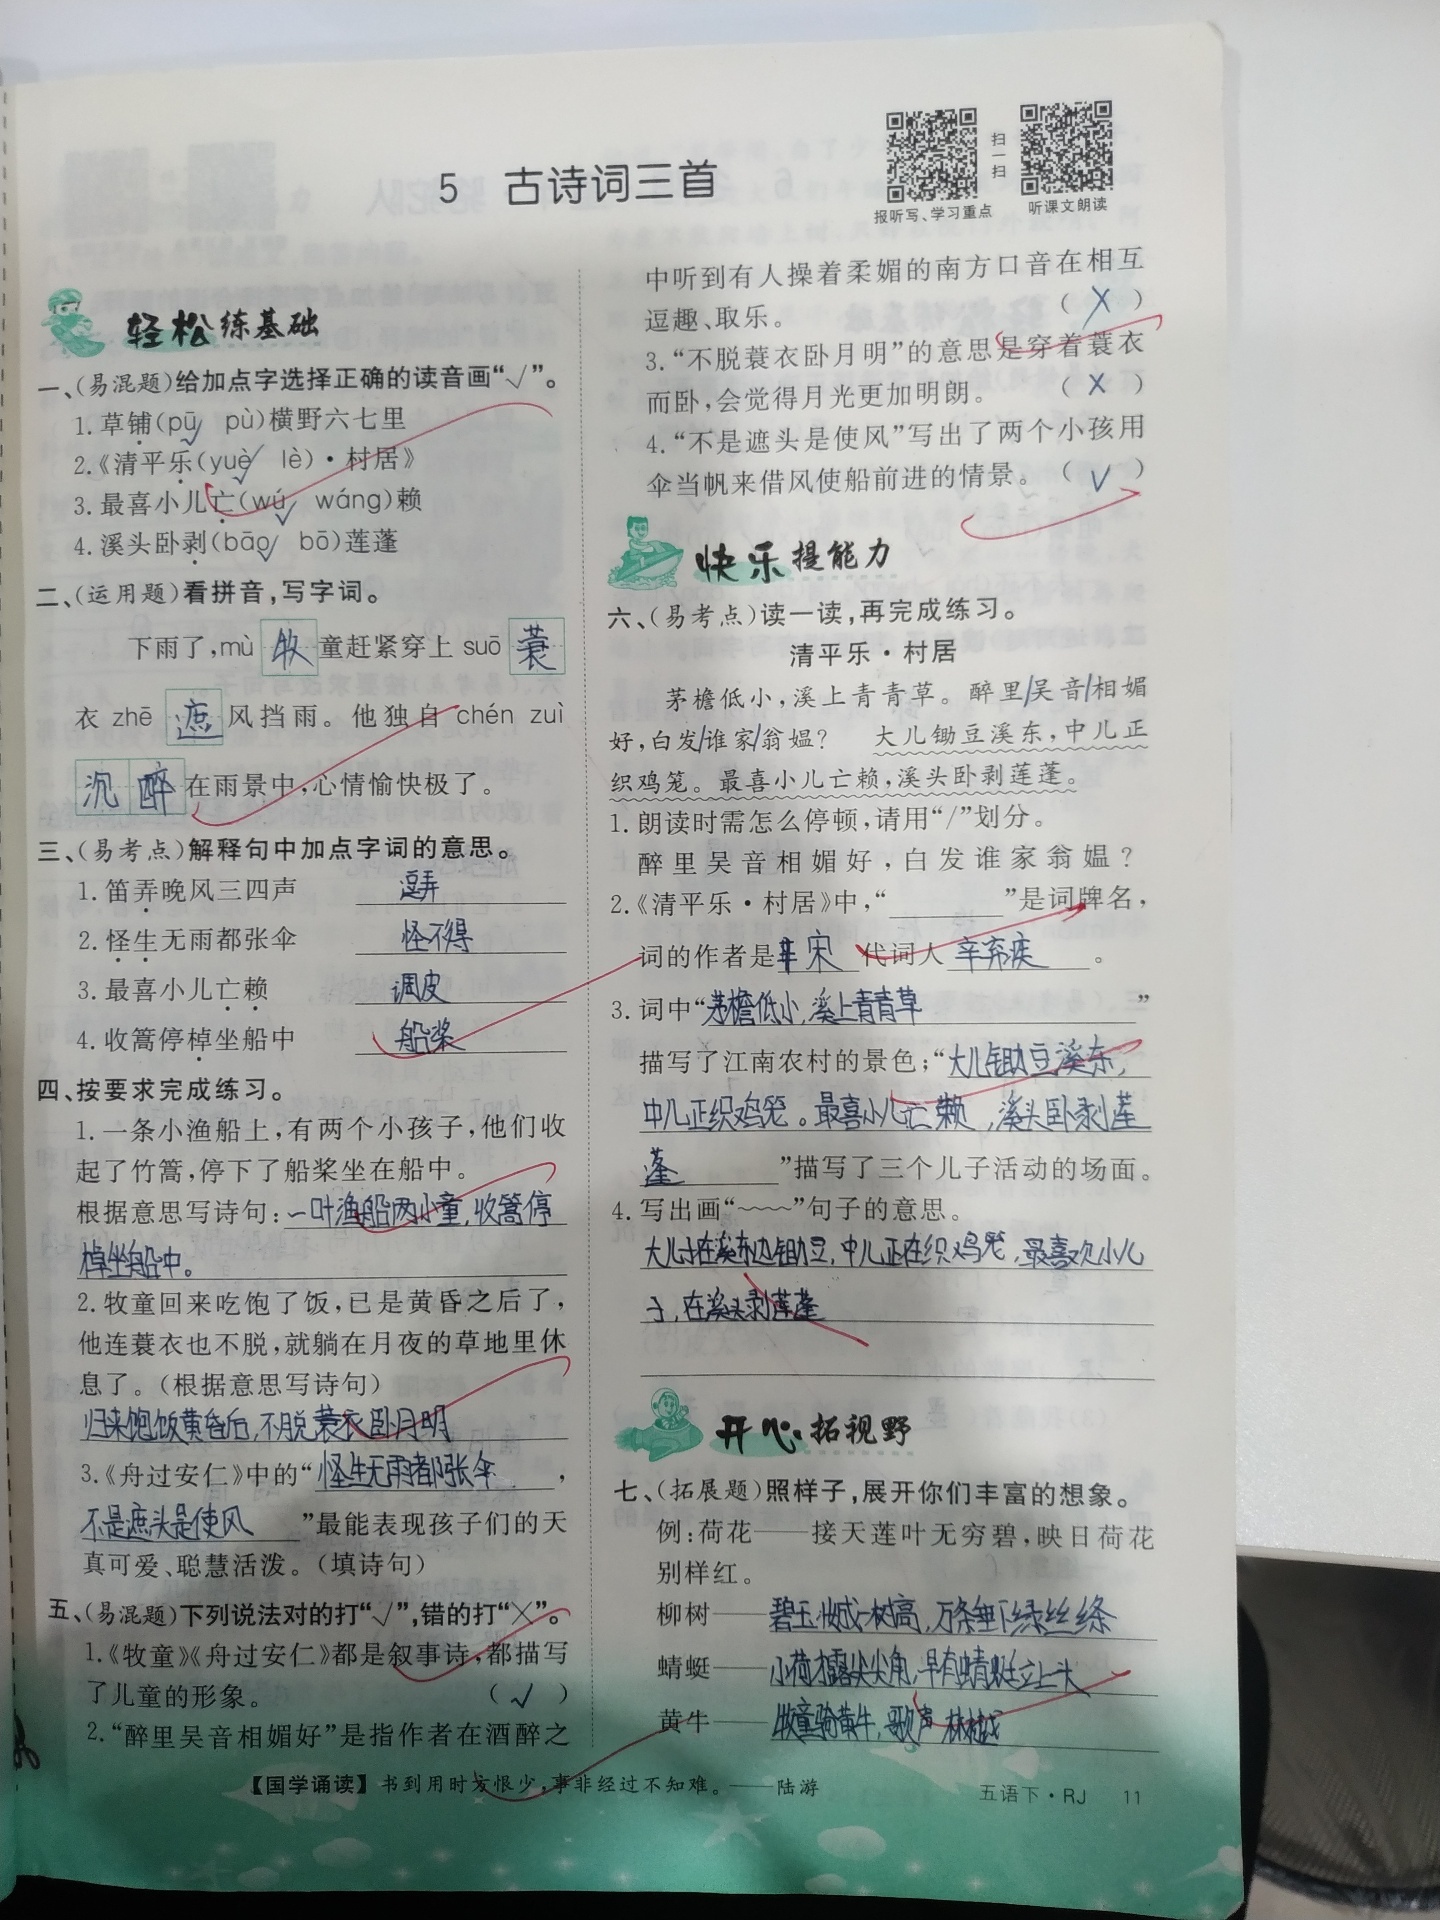 5 古诗词三首
扫一扫
报听写、学习重点
听课文朗读
轻松练基础
一、(易混题)给加点字选择正确的读音画“√”。
1.草铺(pū√ pù)横野六七里
2.《清平乐(yuè√ lè)·村居》
3.最喜小儿亡(wú√ wáng)赖
4.溪头卧剥(bāo√ bō)莲蓬
二、(运用题)看拼音,写字词。
下雨了,mù 牧 童赶紧穿上 suō 蓑
衣 zhē 遮 风挡雨。他独自 chén zuì
沉醉 在雨景中,心情愉快极了。
三、(易考点)解释句中加点字词的意思。
1.笛弄晚风三四声 逗弄
2.怪生无雨都张伞 怪不得
3.最喜小儿亡赖 调皮
4.收篙停棹坐船中 船桨
四、按要求完成练习。
1.一条小渔船上,有两个小孩子,他们收
起了竹篙,停下了船桨坐在船中。
根据意思写诗句:一叶渔船两小童,收篙停
棹坐船中。
2.牧童回来吃饱了饭,已是黄昏之后了,
他连蓑衣也不脱,就躺在月夜的草地里休
息了。(根据意思写诗句)
归来饱饭黄昏后,不脱蓑衣卧月明
3.《舟过安仁》中的“怪生无雨都张伞,
不是遮头是使风”最能表现孩子们的天
真可爱、聪慧活泼。(填诗句)
五、(易混题)下列说法对的打“√”,错的打“╳”。
1.《牧童》《舟过安仁》都是叙事诗,都描写
了儿童的形象。 (√)
2.“醉里吴音相媚好”是指作者在酒醉之
中听到有人操着柔媚的南方口音在相互
逗趣、取乐。 (X)
3.“不脱蓑衣卧月明”的意思是穿着蓑衣
而卧,会觉得月光更加明朗。 (X)
4.“不是遮头是使风”写出了两个小孩用
伞当帆来借风使船前进的情景。 (√)
快乐提能力
六、(易考点)读一读,再完成练习。
清平乐·村居
茅檐低小,溪上青青草。醉里/吴音/相媚
好,白发/谁家/翁媪? 大儿锄豆溪东,中儿正
织鸡笼。最喜小儿亡赖,溪头卧剥莲蓬。
1.朗读时需怎么停顿,请用“/”划分。
醉里吴音相媚好,白发谁家翁媪?
2.《清平乐·村居》中,“ ”是词牌名,
词的作者是 宋 代词人 辛弃疾 。
3.词中“茅檐低小,溪上青青草”
描写了江南农村的景色;“大儿锄豆溪东,
中儿正织鸡笼。最喜小儿亡赖,溪头卧剥莲
蓬”描写了三个儿子活动的场面。
4.写出画“﹏﹏”句子的意思。
大儿子在溪东边锄豆,中儿正在织鸡笼,最喜欢小儿
子,在溪头剥莲蓬
开心拓视野
七、(拓展题)照样子,展开你们丰富的想象。
例:荷花——接天莲叶无穷碧,映日荷花
别样红。
柳树——碧玉妆成一树高,万条垂下绿丝绦
蜻蜓——小荷才露尖尖角,早有蜻蜓立上头
黄牛——牧童骑黄牛,歌声 林樾
【国学诵读】书到用时方恨少,事非经过不知难。——陆游
五语下·RJ 11